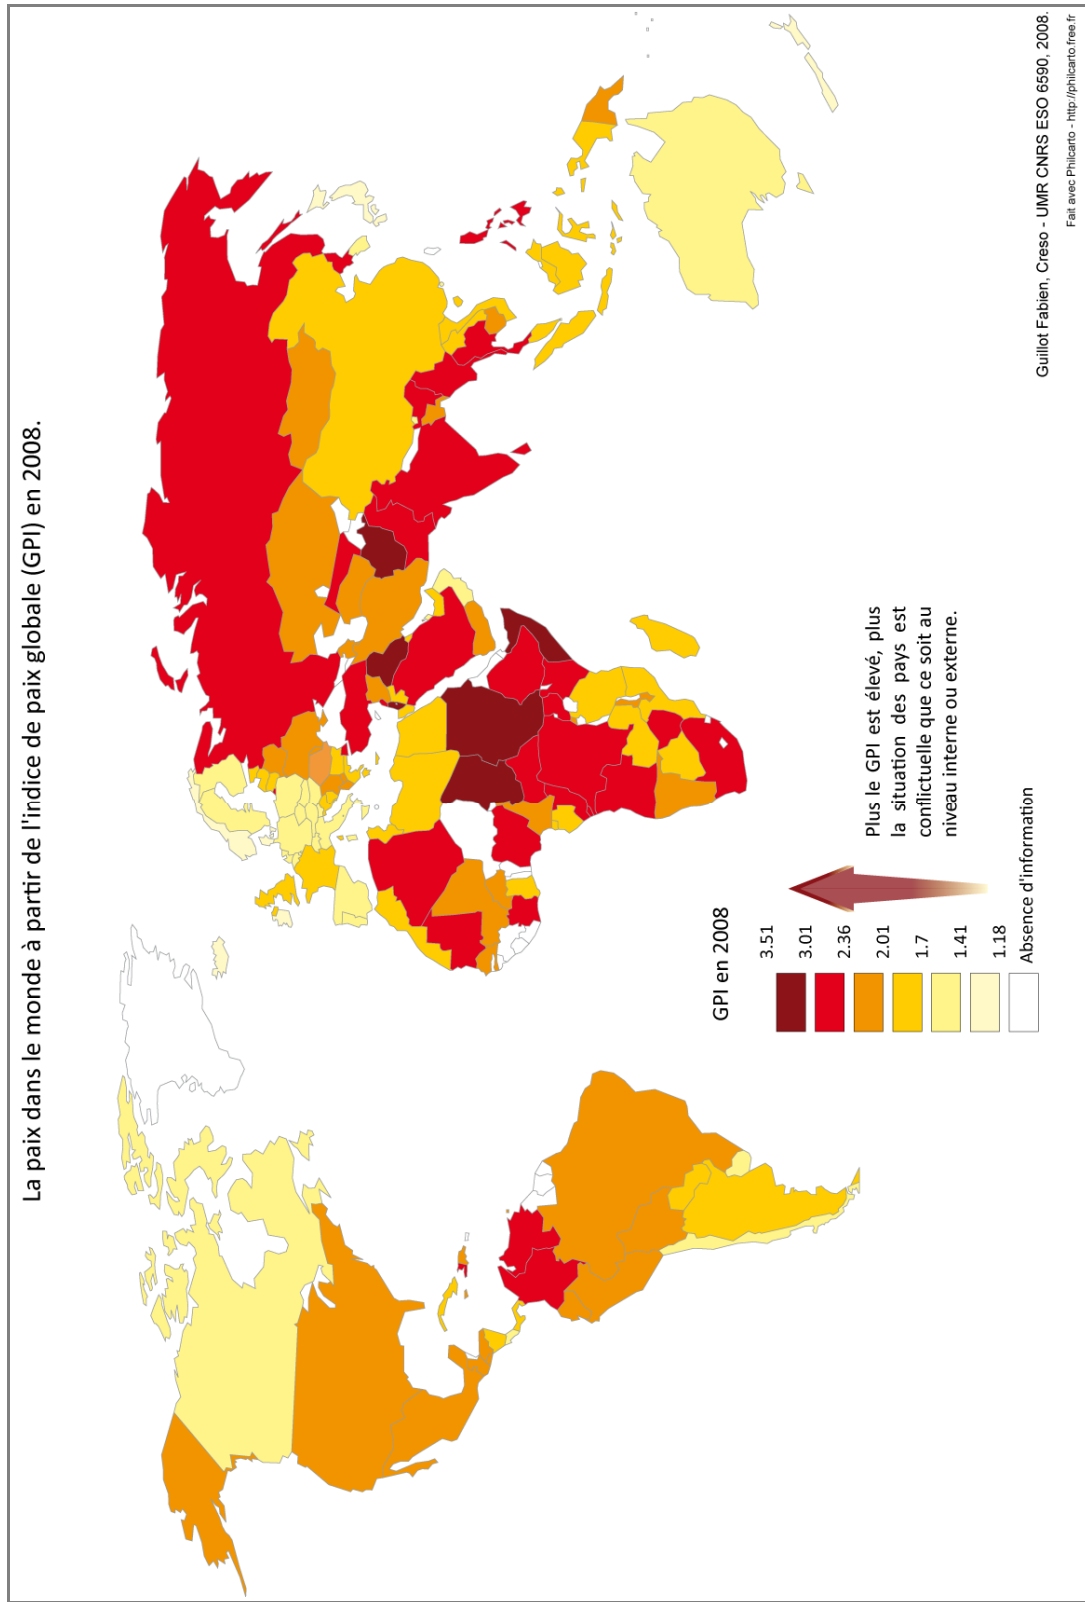 La paix dans le monde à partir de l'indice de paix globale (GPI) en 2008.
GPI en 2008
3.51
3.01
2.36
2.01
1.7
1.41
1.18
Absence d'information
Plus le GPI est élevé, plus
la situation des pays est
conflictuelle que ce soit au
niveau interne ou externe.
Guillot Fabien, Creso - UMR CNRS ESO 6590, 2008.
Fait avec Philcarto - http://philcarto.free.fr